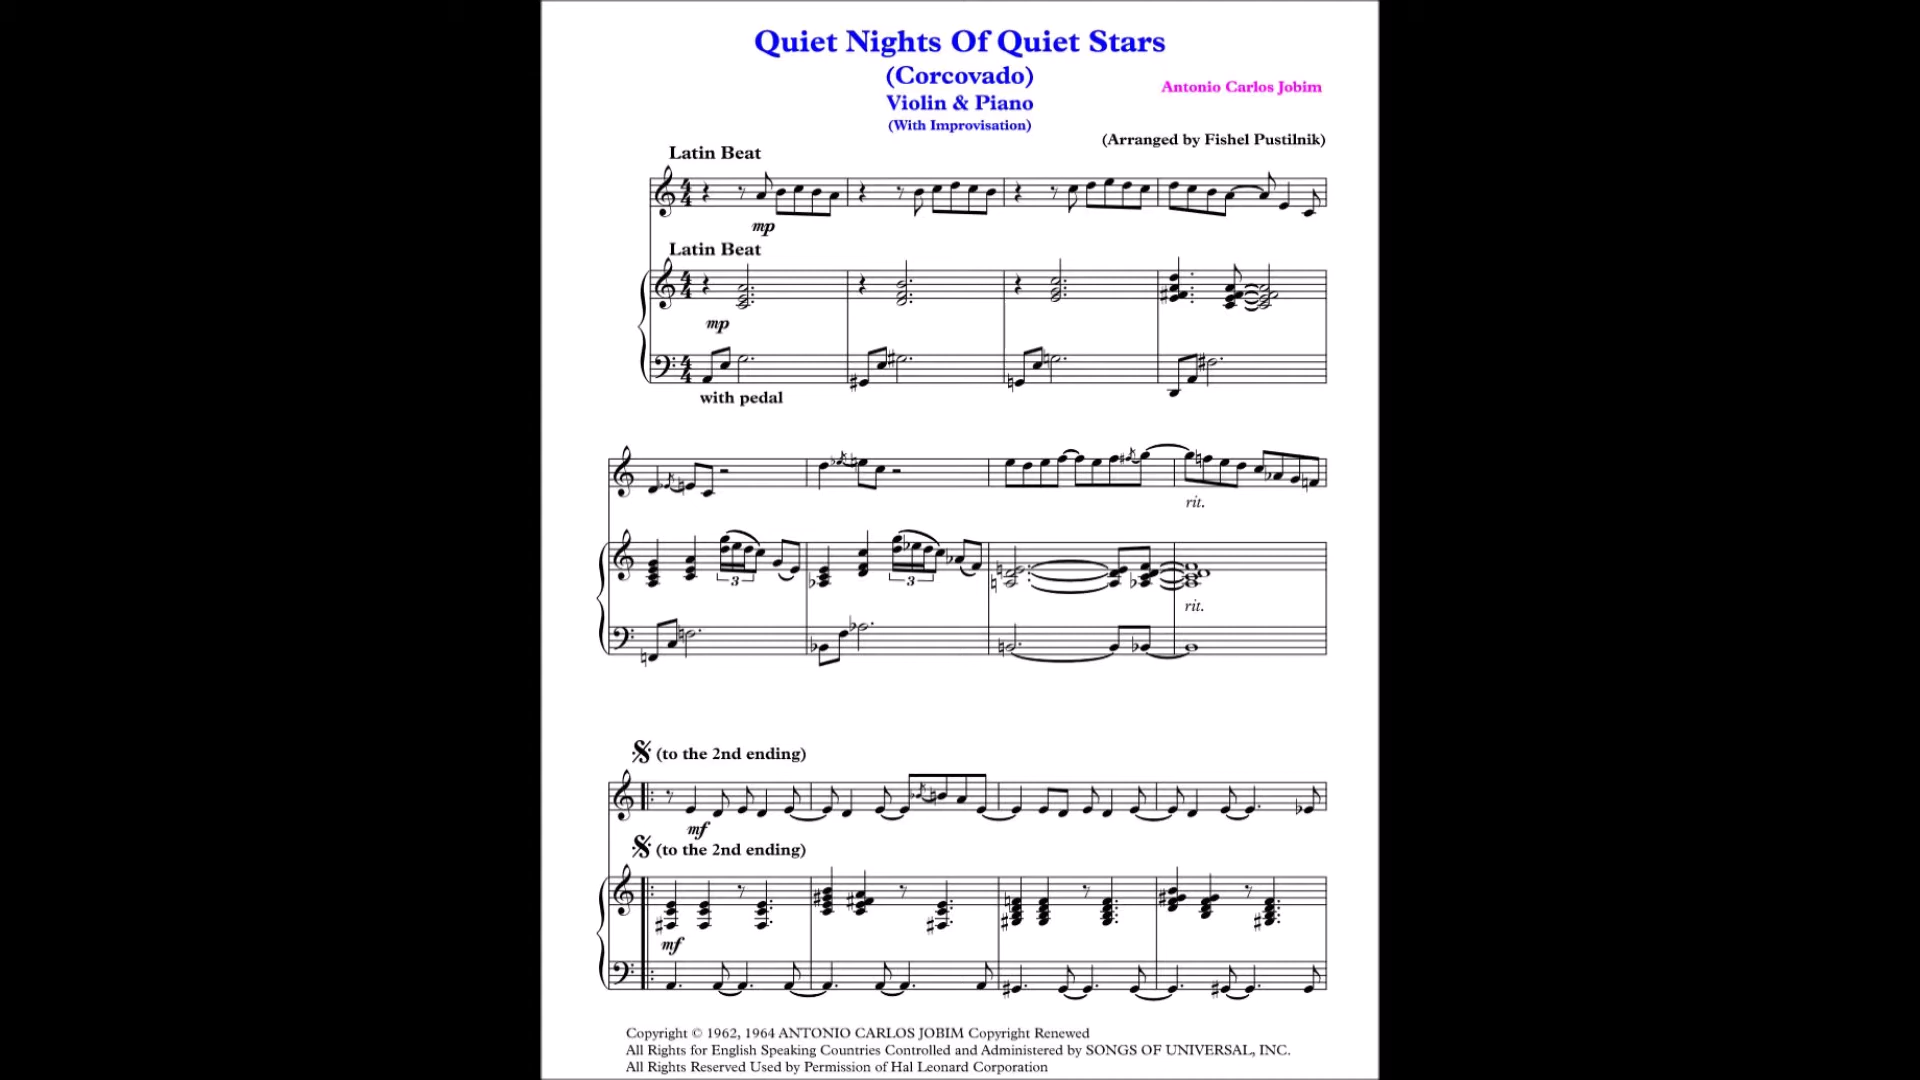 Quiet Nights Of Quiet Stars
(Corcovado)
Antonio Carlos Jobim
Violin & Piano
(With Improvisation)
(Arranged by Fishel Pustilnik)
Latin Beat
mp
Latin Beat
mp
with pedal
rit.
3
3
rit.
(to the 2nd ending)
mf
(to the 2nd ending)
mf
Copyright © 1962, 1964 ANTONIO CARLOS JOBIM Copyright Renewed
All Rights for English Speaking Countries Controlled and Administered by SONGS OF UNIVERSAL, INC.
All Rights Reserved Used by Permission of Hal Leonard Corporation